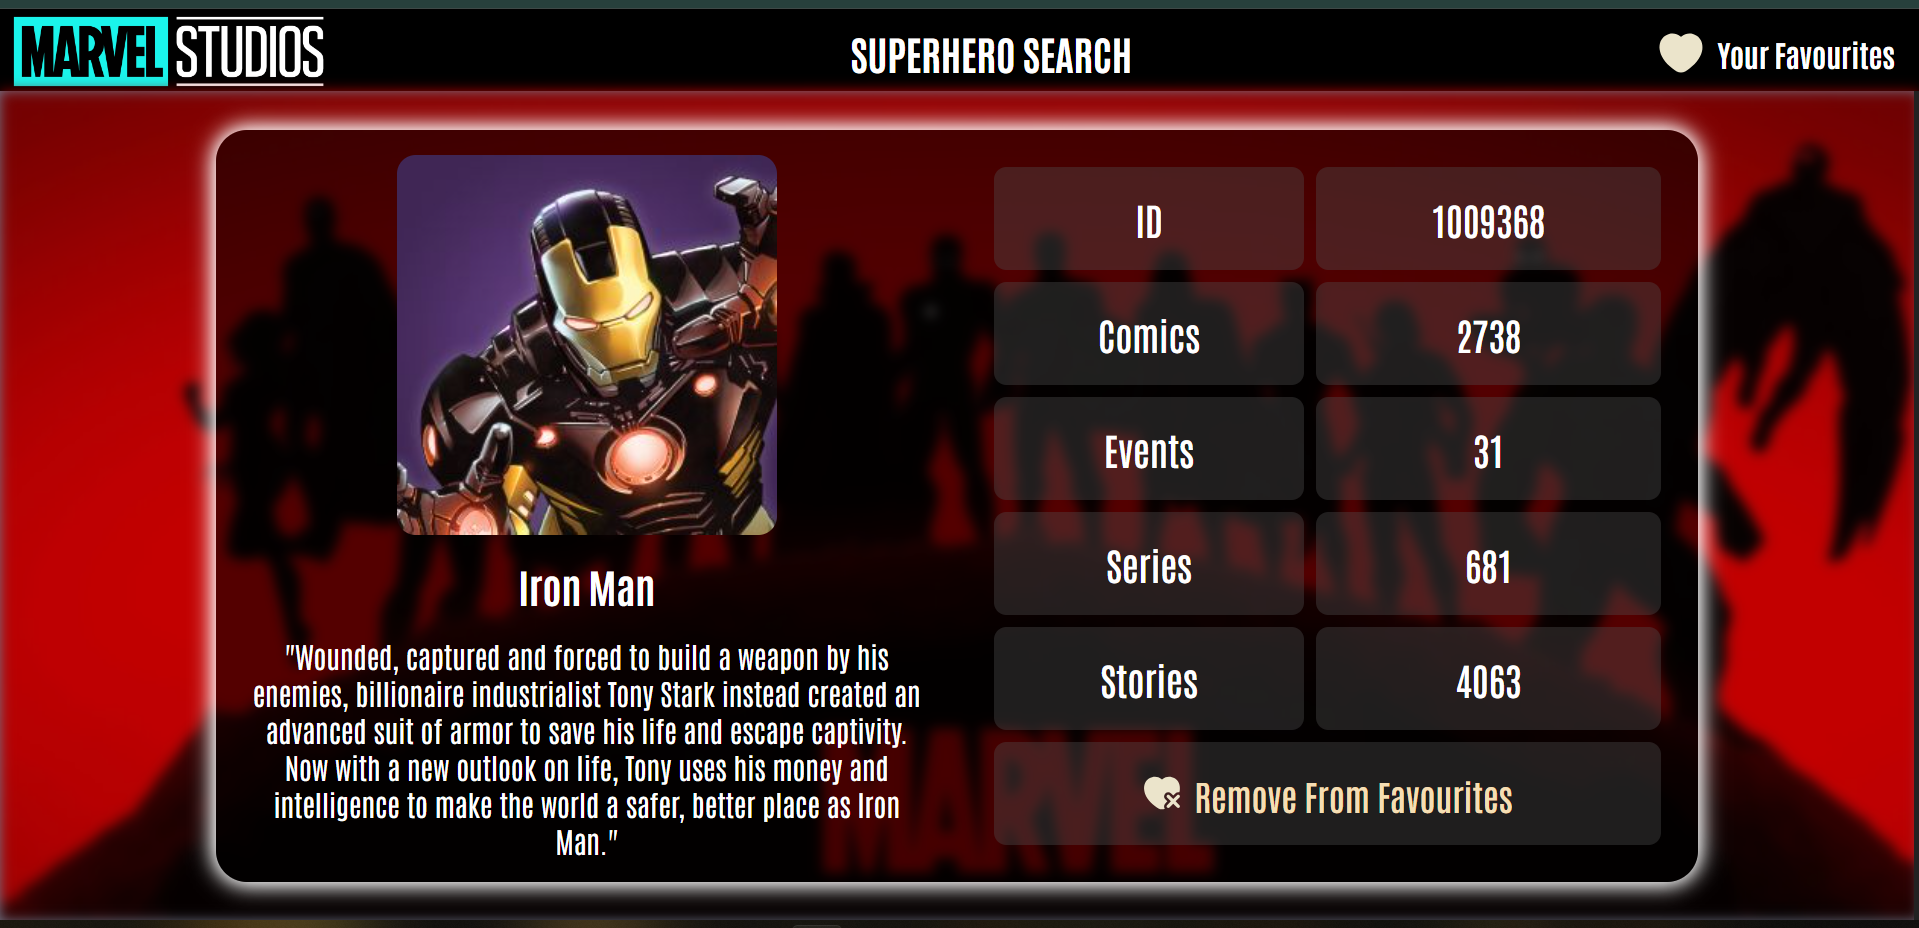 MARVEL STUDIOS
SUPERHERO SEARCH
Your Favourites
Iron Man
"Wounded, captured and forced to build a weapon by his
enemies, billionaire industrialist Tony Stark instead created an
advanced suit of armor to save his life and escape captivity.
Now with a new outlook on life, Tony uses his money and
intelligence to make the world a safer, better place as Iron
Man."
ID 1009368
Comics 2738
Events 31
Series 681
Stories 4063
Remove From Favourites
MARVEL